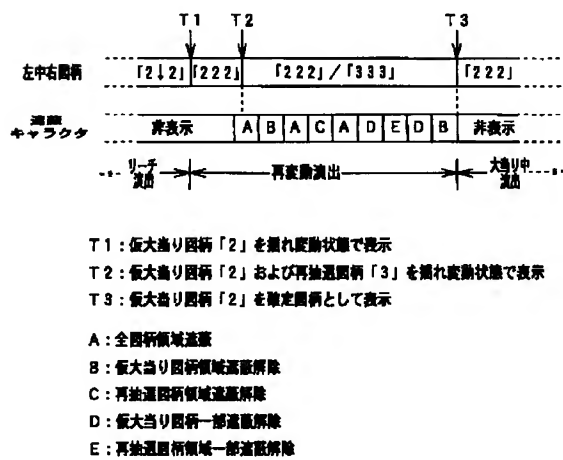 T1 T2 T3
左中右図柄 「2↓2」 「222」 「222」/「333」 「222」
遮蔽
キャラクタ 非表示 A B A C A D E D B 非表示
リーチ
演出 再変動演出 大当り中
演出
T1:仮大当り図柄「2」を揺れ変動状態で表示
T2:仮大当り図柄「2」および再抽選図柄「3」を揺れ変動状態で表示
T3:仮大当り図柄「2」を確定図柄として表示
A:全図柄領域遮蔽
B:仮大当り図柄領域遮蔽解除
C:再抽選図柄領域遮蔽解除
D:仮大当り図柄一部遮蔽解除
E:再抽選図柄領域一部遮蔽解除